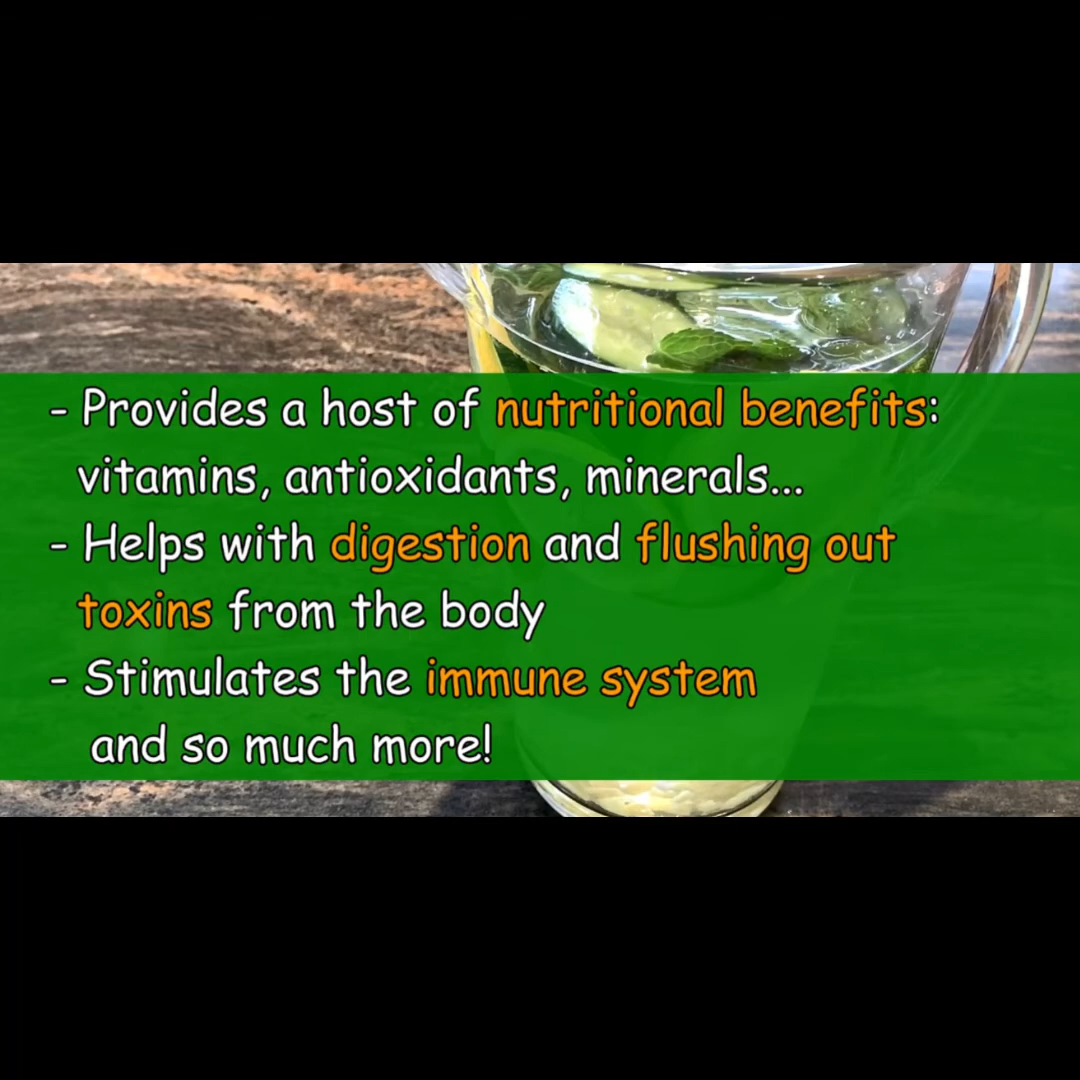 - Provides a host of nutritional benefits:
vitamins, antioxidants, minerals...
- Helps with digestion and flushing out
toxins from the body
- Stimulates the immune system
and so much more!